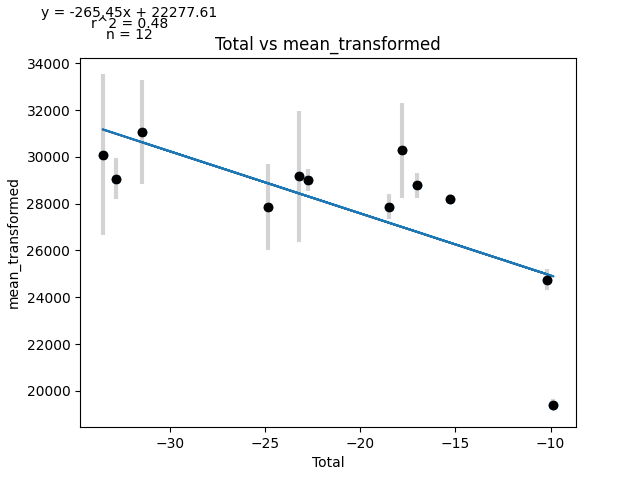 y = -265.45x + 22277.61
r^2 = 0.48
n = 12
Total vs mean_transformed
34000
32000
30000
28000
26000
24000
22000
20000
mean_transformed
−30
−25
−20
−15
−10
Total